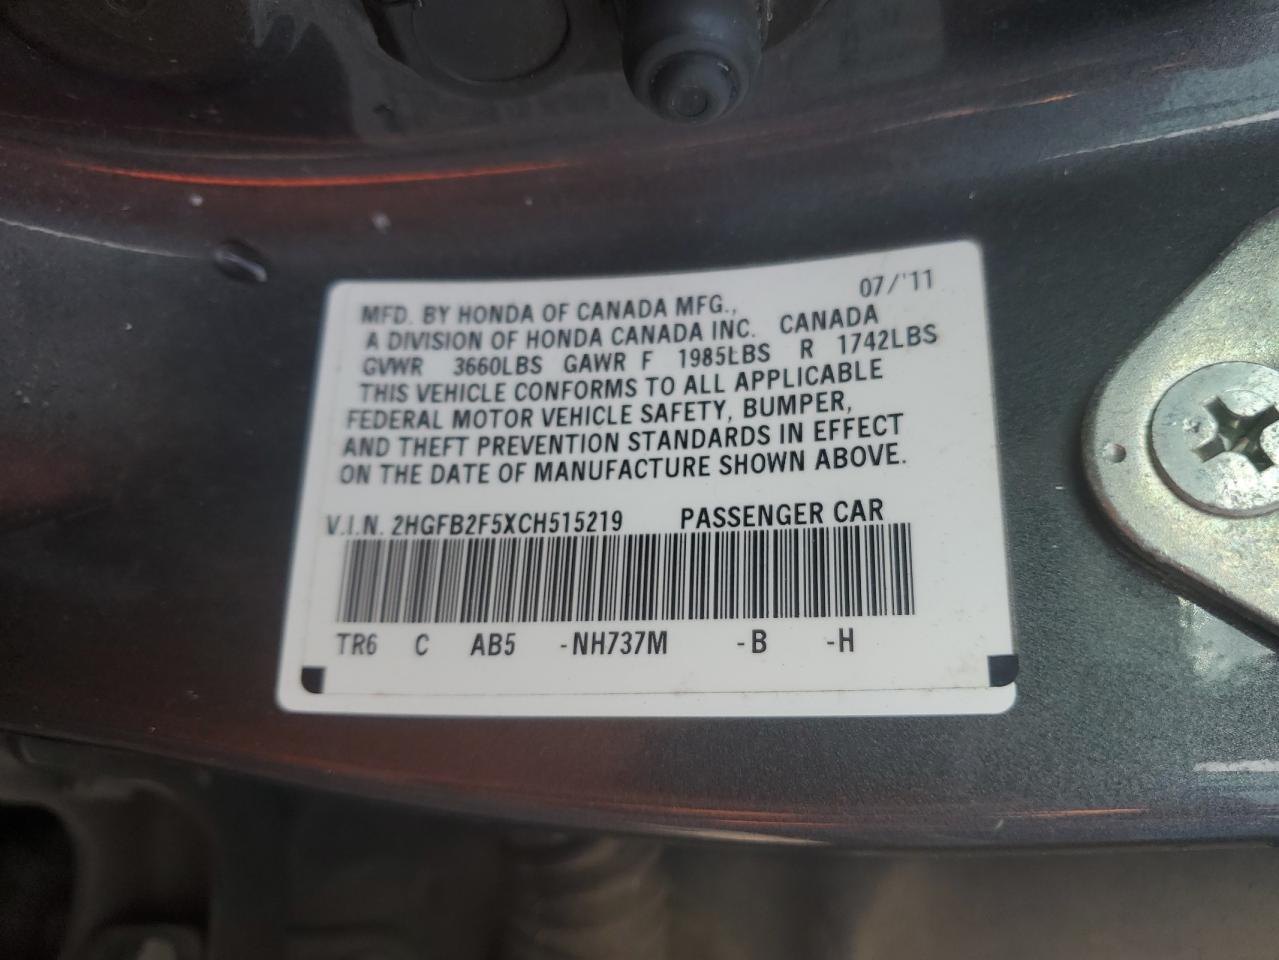 07/'11
MFD. BY HONDA OF CANADA MFG.,
A DIVISION OF HONDA CANADA INC. CANADA
GVWR 3660LBS GAWR F 1985LBS R 1742LBS
THIS VEHICLE CONFORMS TO ALL APPLICABLE
FEDERAL MOTOR VEHICLE SAFETY, BUMPER,
AND THEFT PREVENTION STANDARDS IN EFFECT
ON THE DATE OF MANUFACTURE SHOWN ABOVE.
V.I.N. 2HGFB2F5XCH515219 PASSENGER CAR
TR6 C AB5 -NH737M -B -H